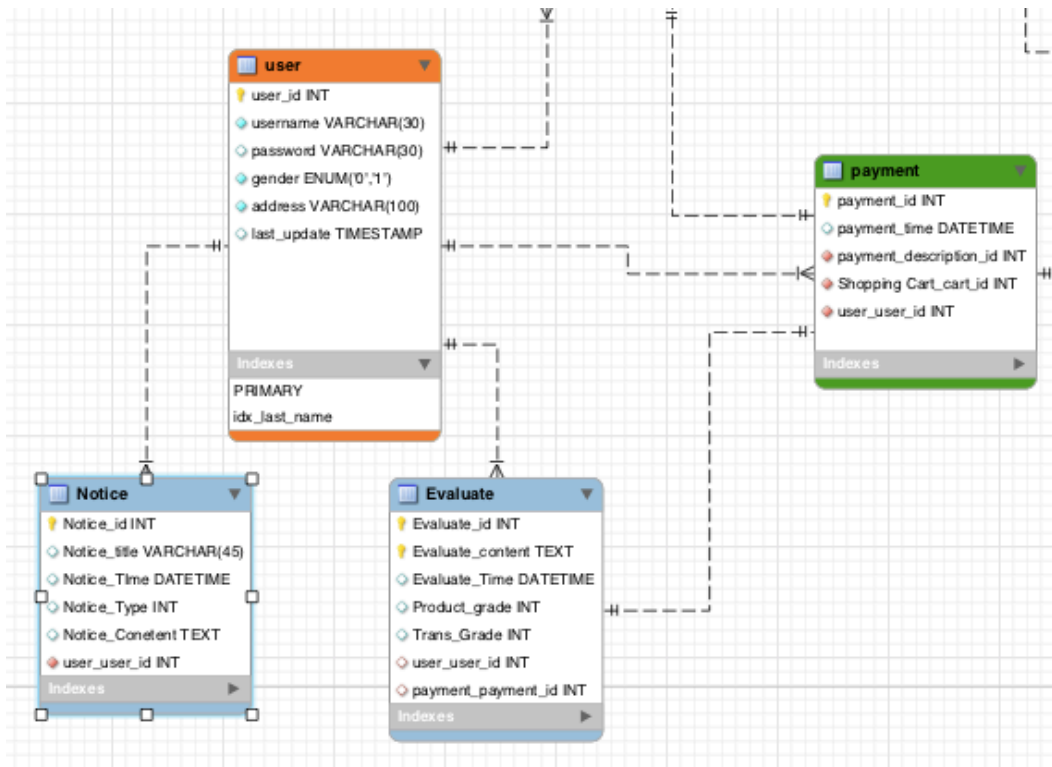 user
user_id INT
username VARCHAR(30)
password VARCHAR(30)
gender ENUM('0','1')
address VARCHAR(100)
last_update TIMESTAMP
Indexes
PRIMARY
idx_last_name
payment
payment_id INT
payment_time DATETIME
payment_description_id INT
Shopping Cart_cart_id INT
user_user_id INT
Indexes
Notice
Notice_id INT
Notice_title VARCHAR(45)
Notice_TIme DATETIME
Notice_Type INT
Notice_Conetent TEXT
user_user_id INT
Indexes
Evaluate
Evaluate_id INT
Evaluate_content TEXT
Evaluate_Time DATETIME
Product_grade INT
Trans_Grade INT
user_user_id INT
payment_payment_id INT
Indexes